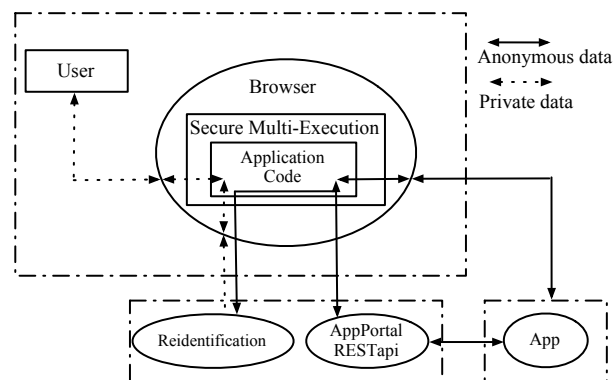 User
Browser
Secure Multi-Execution
Application
Code
Anonymous data
Private data
Reidentification
AppPortal
RESTapi
App